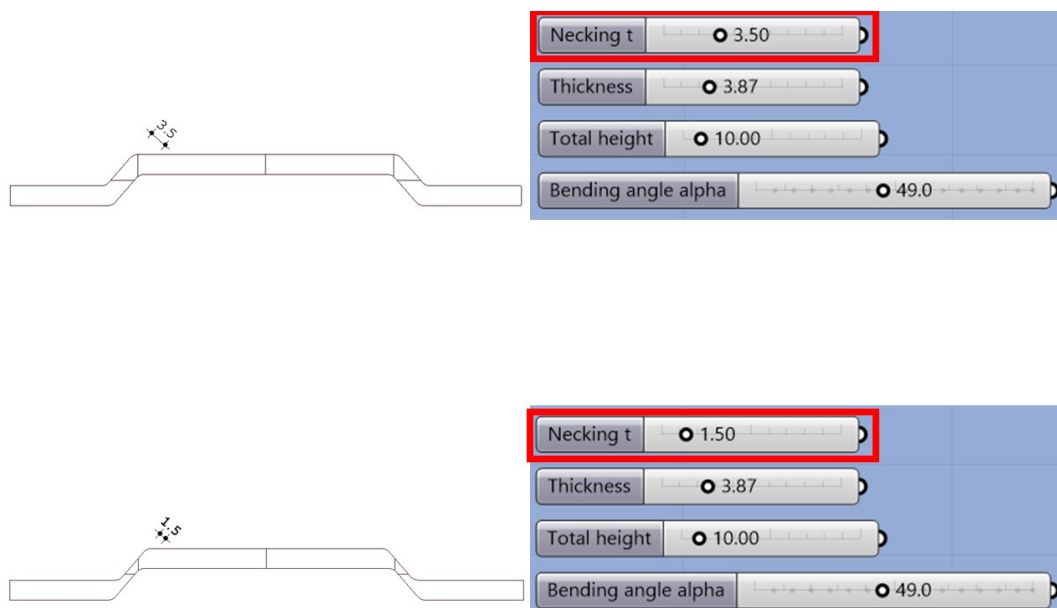 3.5
Necking t 3.50
Thickness 3.87
Total height 10.00
Bending angle alpha 49.0
1.5
Necking t 1.50
Thickness 3.87
Total height 10.00
Bending angle alpha 49.0